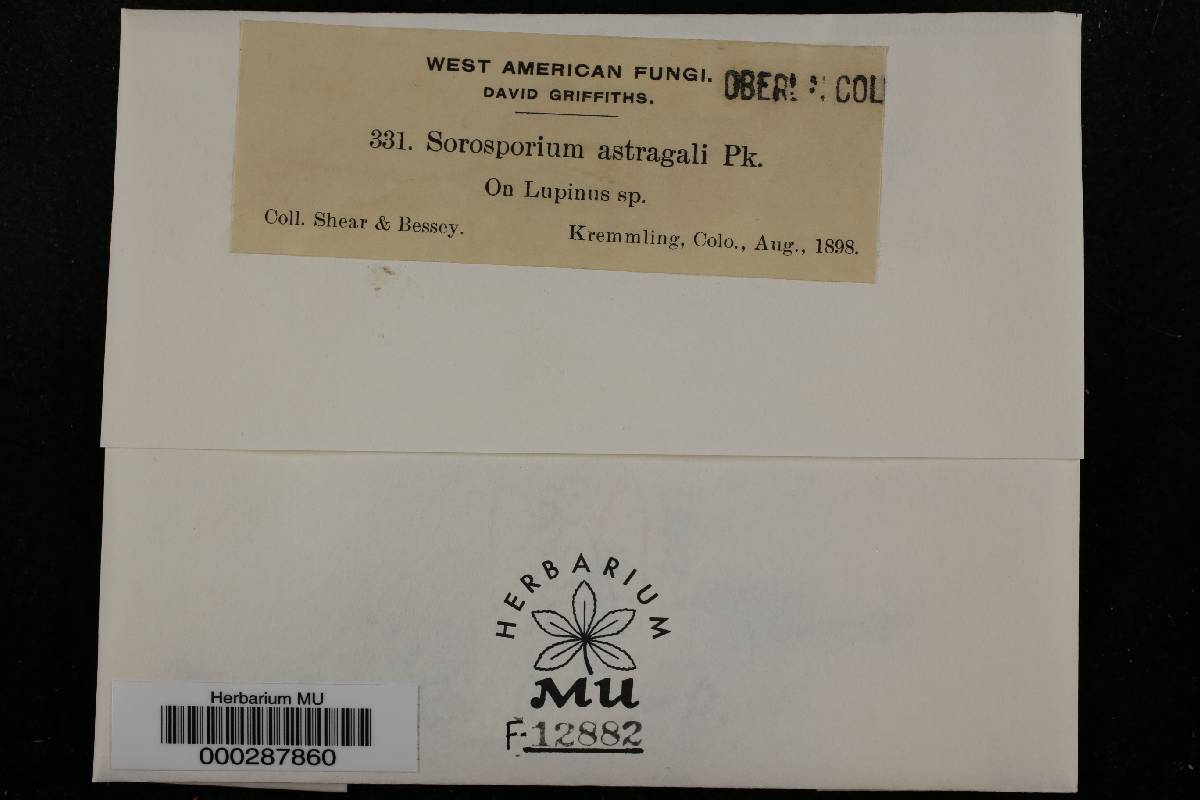 WEST AMERICAN FUNGI.
DAVID GRIFFITHS.
331. Sorosporium astragali Pk.
On Lupinus sp.
Coll. Shear & Bessey.
Kremmling, Colo., Aug., 1898.
HERBARIUM
MU
F-12882
Herbarium MU
000287860